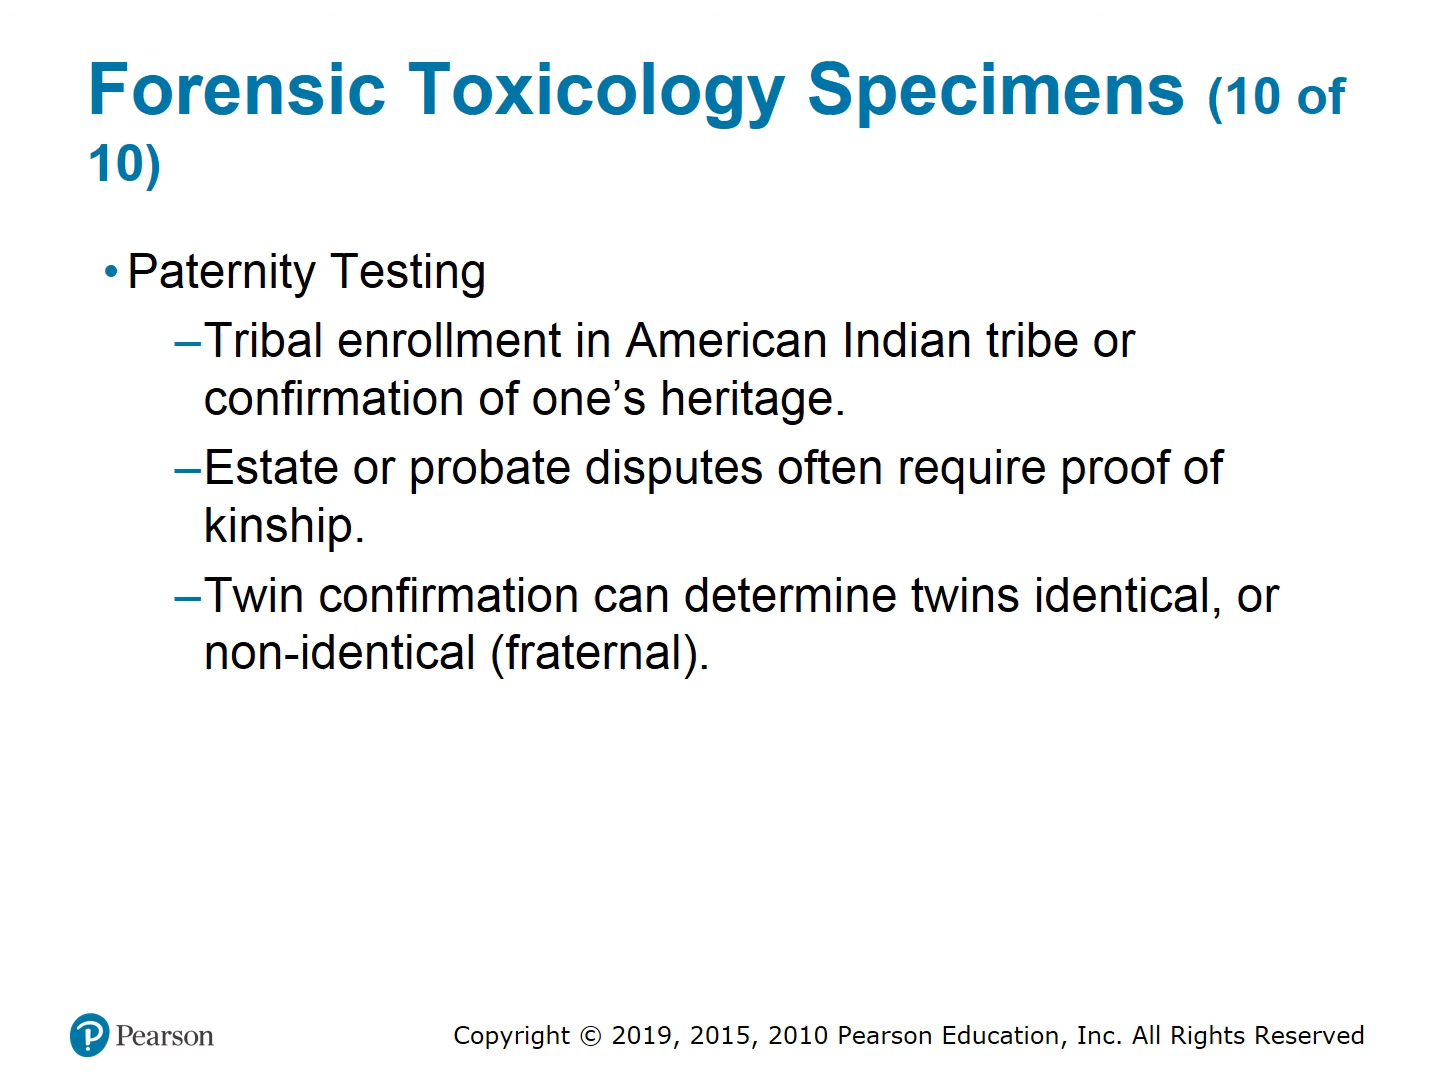 Forensic Toxicology Specimens (10 of
10)
• Paternity Testing
–Tribal enrollment in American Indian tribe or
confirmation of one’s heritage.
–Estate or probate disputes often require proof of
kinship.
–Twin confirmation can determine twins identical, or
non-identical (fraternal).
Pearson
Copyright © 2019, 2015, 2010 Pearson Education, Inc. All Rights Reserved